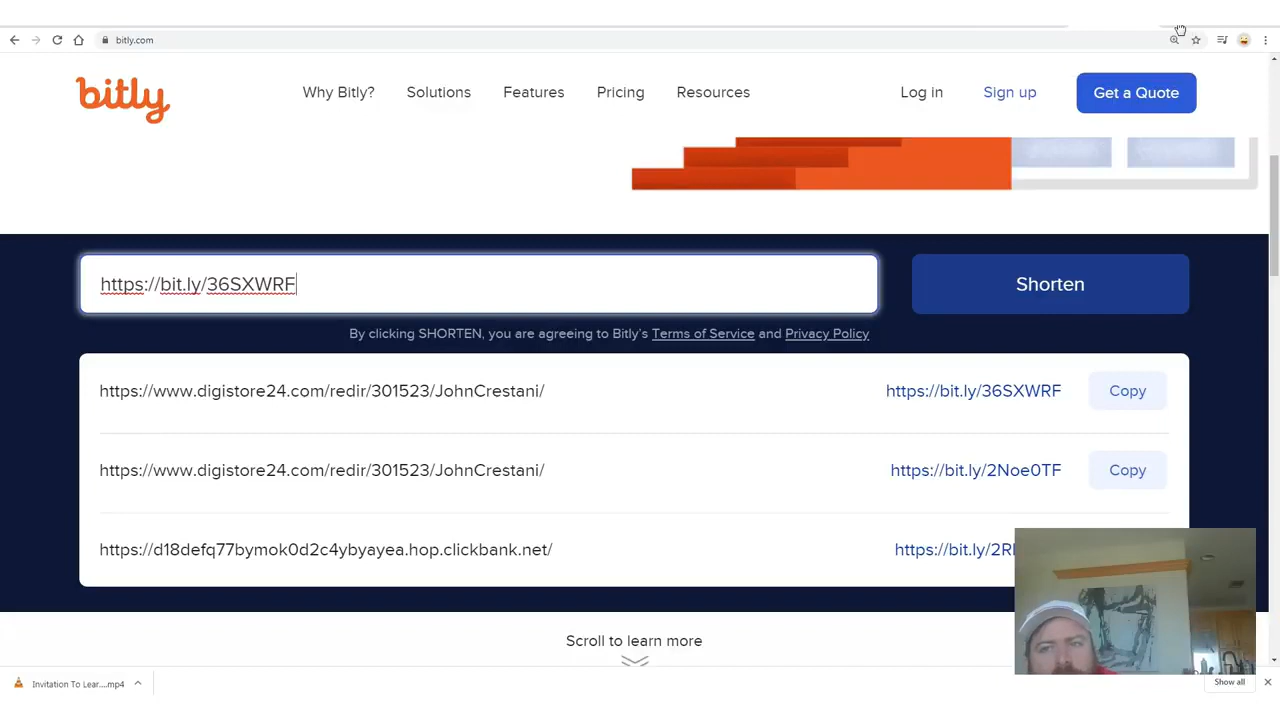 bitly.com
bitly
Why Bitly?
Solutions
Features
Pricing
Resources
Log in
Sign up
Get a Quote
https://bit.ly/36SXWRF
Shorten
By clicking SHORTEN, you are agreeing to Bitly's Terms of Service and Privacy Policy
https://www.digistore24.com/redir/301523/JohnCrestani/
https://bit.ly/36SXWRF
Copy
https://www.digistore24.com/redir/301523/JohnCrestani/
https://bit.ly/2Noe0TF
Copy
https://d18defq77bymok0d2c4ybyayea.hop.clickbank.net/
Scroll to learn more
Invitation To Lear....mp4
Show all